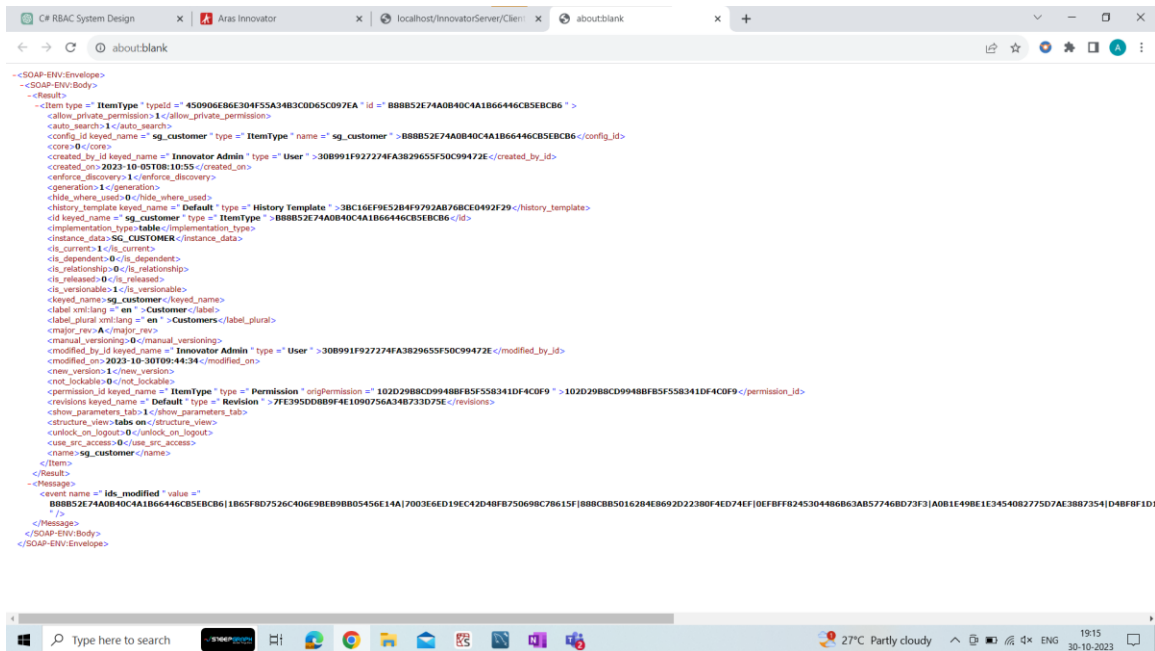 C# RBAC System Design
Aras Innovator
localhost/InnovatorServer/Client
about:blank
about:blank
A
-<SOAP-ENV:Envelope>
-<SOAP-ENV:Body>
-<Result>
-<Item type =" ItemType " typeId =" 450906E86E304F55A34B3C0D65C097EA " id =" B88B52E74A0B40C4A1B66446CB5EBCB6 " >
<allow_private_permission>1</allow_private_permission>
<auto_search>1</auto_search>
<config_id keyed_name =" sg_customer " type =" ItemType " name =" sg_customer " >B88B52E74A0B40C4A1B66446CB5EBCB6</config_id>
<core>0</core>
<created_by_id keyed_name =" Innovator Admin " type =" User " >30B991F927274FA3829655F50C99472E</created_by_id>
<created_on>2023-10-05T08:10:55</created_on>
<enforce_discovery>1</enforce_discovery>
<generation>1</generation>
<hide_where_used>0</hide_where_used>
<history_template keyed_name =" Default " type =" History Template " >3BC16EF9E52B4F9792AB76BCE0492F29</history_template>
<id keyed_name =" sg_customer " type =" ItemType " >B88B52E74A0B40C4A1B66446CB5EBCB6</id>
<implementation_type>table</implementation_type>
<instance_data>SG_CUSTOMER</instance_data>
<is_current>1</is_current>
<is_dependent>0</is_dependent>
<is_relationship>0</is_relationship>
<is_released>0</is_released>
<is_versionable>1</is_versionable>
<keyed_name>sg_customer</keyed_name>
<label xml:lang =" en " >Customer</label>
<label_plural xml:lang =" en " >Customers</label_plural>
<major_rev>A</major_rev>
<manual_versioning>0</manual_versioning>
<modified_by_id keyed_name =" Innovator Admin " type =" User " >30B991F927274FA3829655F50C99472E</modified_by_id>
<modified_on>2023-10-30T09:44:34</modified_on>
<new_version>1</new_version>
<not_lockable>0</not_lockable>
<permission_id keyed_name =" ItemType " type =" Permission " origPermission =" 102D29B8CD9948BFB5F558341DF4C0F9 " >102D29B8CD9948BFB5F558341DF4C0F9</permission_id>
<revisions keyed_name =" Default " type =" Revision " >7FE395DD8B9F4E1090756A34B733D75E</revisions>
<show_parameters_tab>1</show_parameters_tab>
<structure_view>tabs on</structure_view>
<unlock_on_logout>0</unlock_on_logout>
<use_src_access>0</use_src_access>
<name>sg_customer</name>
</Item>
</Result>
-<Message>
<event name =" ids_modified " value ="
B88B52E74A0B40C4A1B66446CB5EBCB6|1B65F8D7526C406E9BEB9BB05456E14A|7003E6ED19EC42D48FB750698C78615F|888CBB5016284E8692D22380F4ED74EF|0EFBFF8245304486B63AB57746BD73F3|A0B1E49BE1E3454082775D7AE3887354|D4BF8F1D1
" />
</Message>
</SOAP-ENV:Body>
</SOAP-ENV:Envelope>
Type here to search
27°C Partly cloudy
ENG
19:15
30-10-2023